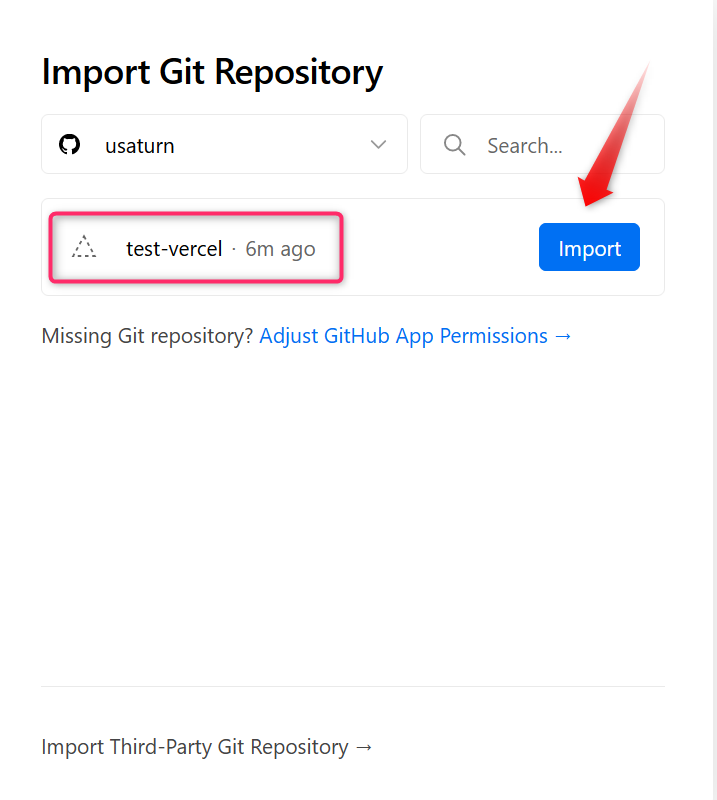 Import Git Repository
usaturn
Search...
test-vercel · 6m ago
Import
Missing Git repository? Adjust GitHub App Permissions →
Import Third-Party Git Repository →